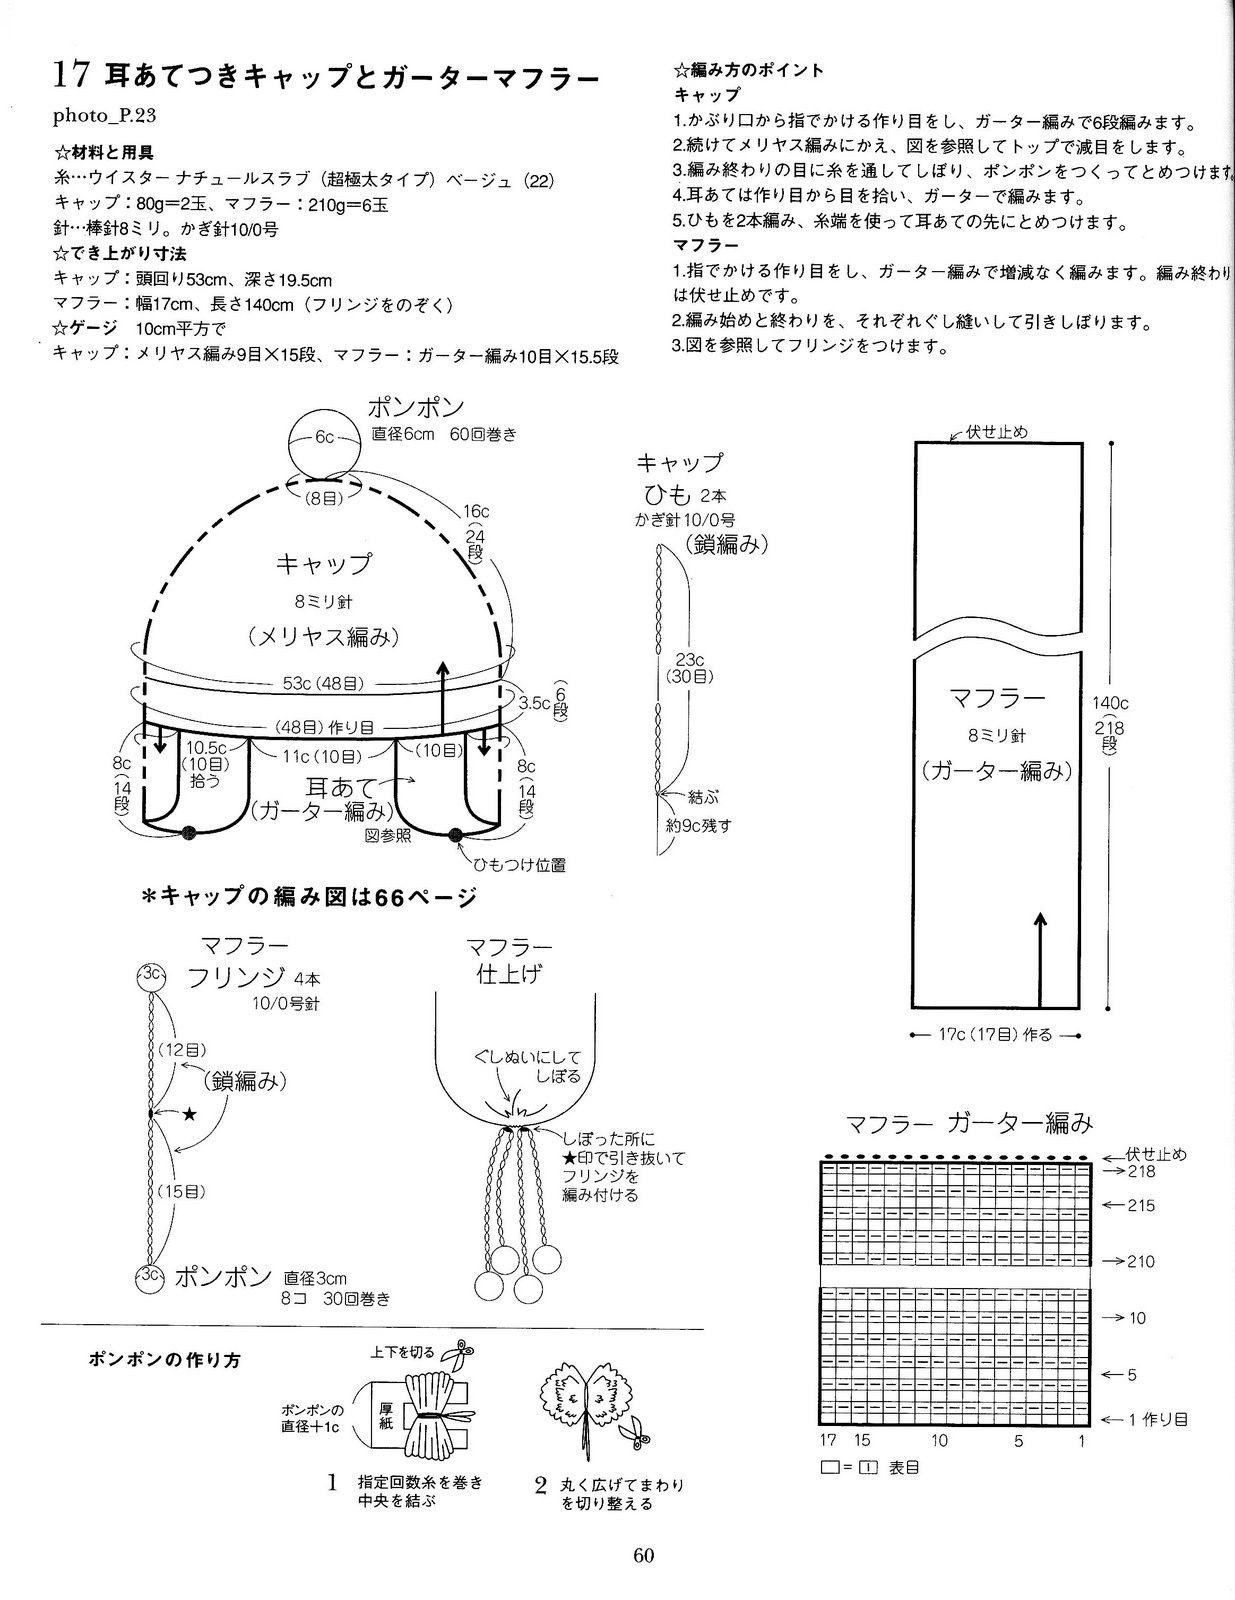 17 耳あてつきキャップとガーターマフラー
photo_P.23
☆材料と用具
糸…ウイスター ナチュールスラブ（超極太タイプ）ベージュ（22）
キャップ：80g＝2玉、マフラー：210g＝6玉
針…棒針8ミリ。かぎ針10/0号
☆でき上がり寸法
キャップ：頭回り53cm、深さ19.5cm
マフラー：幅17cm、長さ140cm（フリンジをのぞく）
☆ゲージ　10cm平方で
キャップ：メリヤス編み9目×15段、マフラー：ガーター編み10目×15.5段
☆編み方のポイント
キャップ
1.かぶり口から指でかける作り目をし、ガーター編みで6段編みます。
2.続けてメリヤス編みにかえ、図を参照してトップで減目をします。
3.編み終わりの目に糸を通してしぼり、ポンポンをつくってとめつけます
4.耳あては作り目から目を拾い、ガーターで編みます。
5.ひもを2本編み、糸端を使って耳あての先にとめつけます。
マフラー
1.指でかける作り目をし、ガーター編みで増減なく編みます。編み終わり
は伏せ止めです。
2.編み始めと終わりを、それぞれぐし縫いして引きしぼります。
3.図を参照してフリンジをつけます。
ポンポン
直径6cm　60回巻き
6c
(8目)
16c
(24段)
キャップ
8ミリ針
(メリヤス編み)
53c(48目)
3.5c(6段)
(48目)作り目
10.5c
(10目)
拾う
11c(10目)
(10目)
8c
(14段)
8c
(14段)
耳あて
(ガーター編み)
図参照
ひもつけ位置
＊キャップの編み図は66ページ
キャップ
ひも 2本
かぎ針10/0号
(鎖編み)
23c
(30目)
結ぶ
約9c残す
伏せ止め
マフラー
8ミリ針
(ガーター編み)
140c
(218段)
17c(17目)作る
マフラー
フリンジ 4本
10/0号針
3c
(12目)
(鎖編み)
★
(15目)
3c
ポンポン 直径3cm
8コ　30回巻き
マフラー
仕上げ
ぐしぬいにして
しぼる
しぼった所に
★印で引き抜いて
フリンジを
編み付ける
マフラー ガーター編み
伏せ止め
218
215
210
10
5
1 作り目
17 15 10 5 1
□=｜ 表目
ポンポンの作り方
上下を切る
ポンポンの
直径＋1c
厚紙
1 指定回数糸を巻き
中央を結ぶ
2 丸く広げてまわり
を切り整える
60